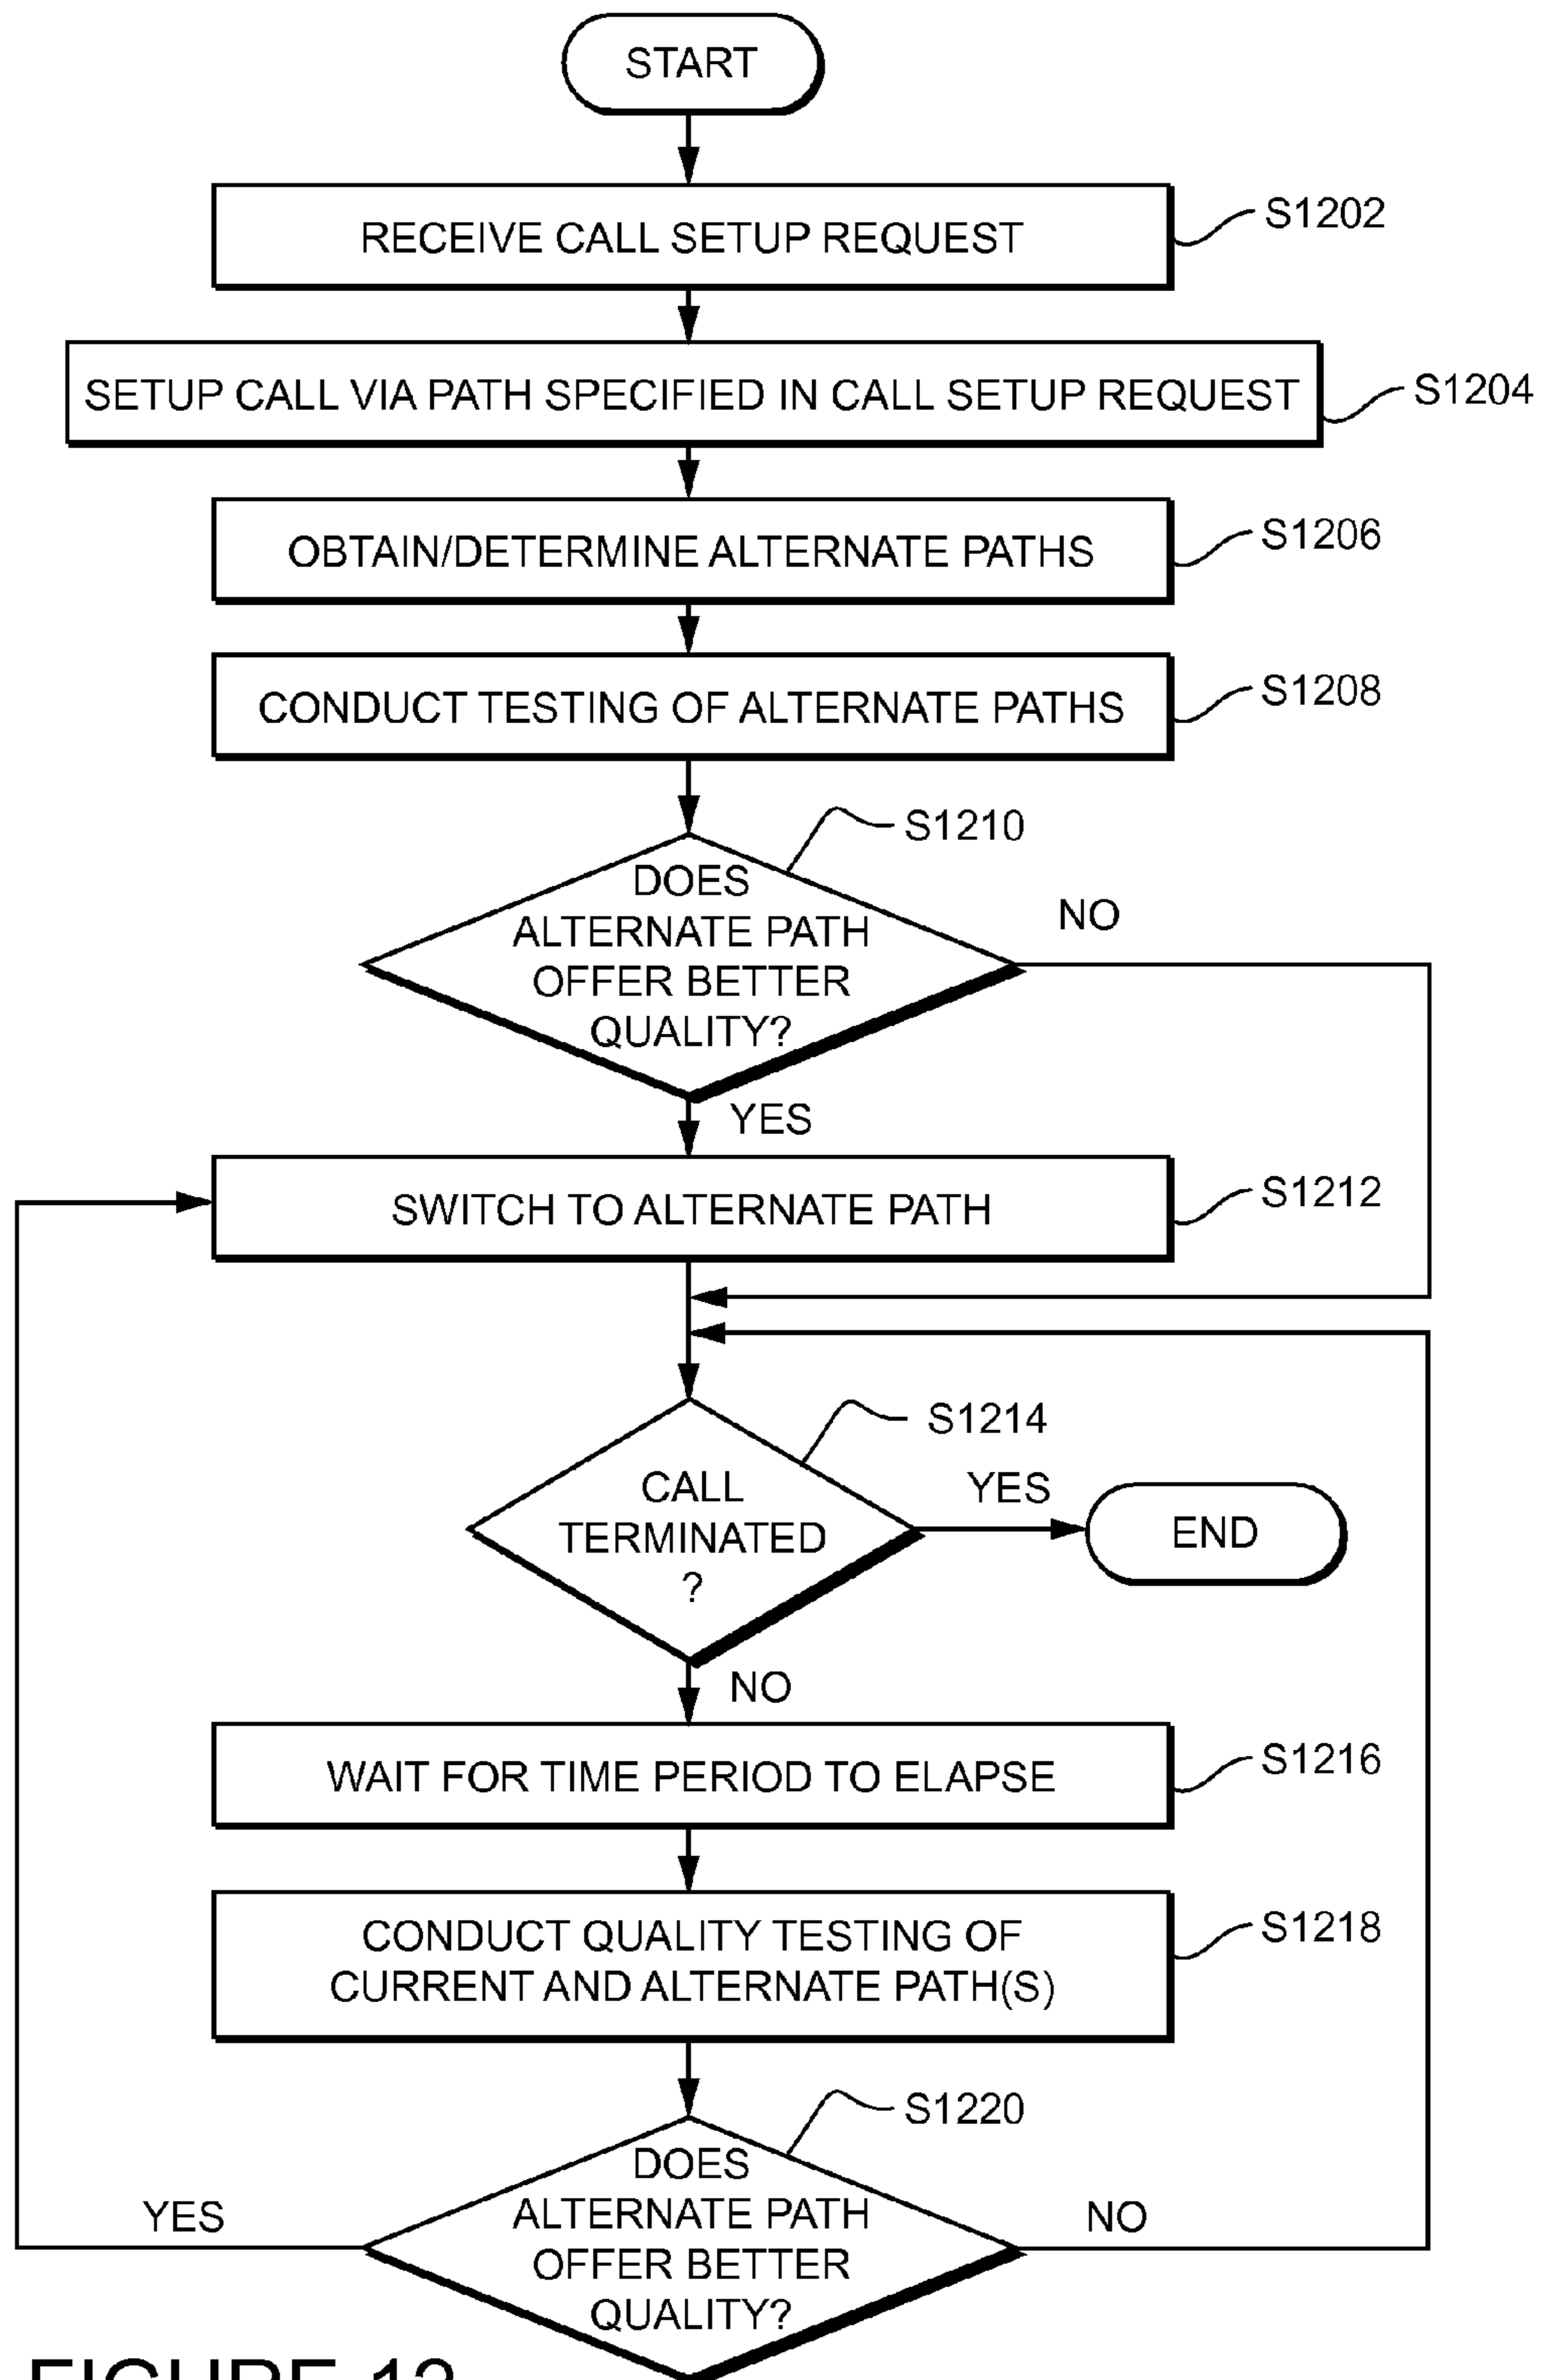 START
RECEIVE CALL SETUP REQUEST
S1202
SETUP CALL VIA PATH SPECIFIED IN CALL SETUP REQUEST
S1204
OBTAIN/DETERMINE ALTERNATE PATHS
S1206
CONDUCT TESTING OF ALTERNATE PATHS
S1208
S1210
DOES
ALTERNATE PATH
OFFER BETTER
QUALITY?
NO
YES
SWITCH TO ALTERNATE PATH
S1212
S1214
CALL
TERMINATED
?
YES
END
NO
WAIT FOR TIME PERIOD TO ELAPSE
S1216
CONDUCT QUALITY TESTING OF
CURRENT AND ALTERNATE PATH(S)
S1218
S1220
DOES
ALTERNATE PATH
OFFER BETTER
QUALITY?
YES
NO
FIGURE